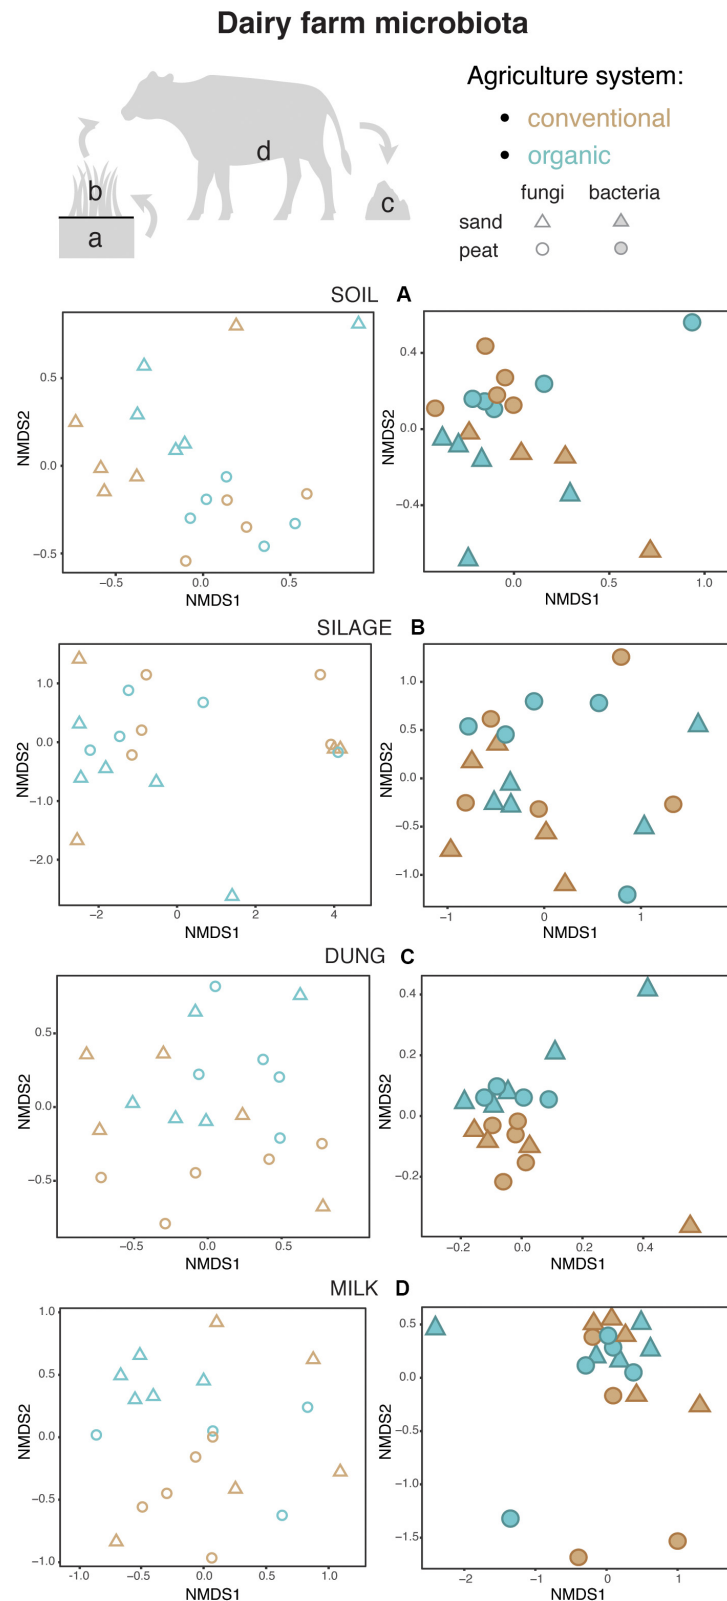 Dairy farm microbiota
Agriculture system:
• conventional
• organic
fungi bacteria
sand
peat
a
b
c
d
SOIL A
NMDS2
0.5
0.0
−0.5
−0.5 0.0 0.5
NMDS1
NMDS2
0.4
0.0
−0.4
0.0 0.5 1.0
NMDS1
SILAGE B
NMDS2
1.0
0.0
−1.0
−2.0
−2 0 2 4
NMDS1
NMDS2
1.0
0.5
0.0
−0.5
−1.0
−1 0 1
NMDS1
DUNG C
NMDS2
0.5
0.0
−0.5
−0.5 0.0 0.5
NMDS1
NMDS2
0.4
0.2
0.0
−0.2
−0.2 0.0 0.2 0.4
NMDS1
MILK D
NMDS2
1.0
0.5
0.0
−0.5
−1.0
-1.0 −0.5 0.0 0.5 1.0
NMDS1
NMDS2
0.5
0.0
−0.5
−1.0
−1.5
−2 −1 0 1
NMDS1